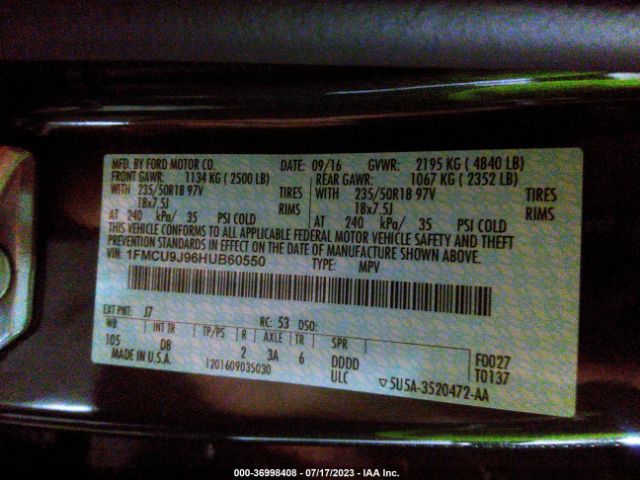 MFD. BY FORD MOTOR CO. DATE: 09/16 GVWR: 2195 KG ( 4840 LB)
FRONT GAWR: 1134 KG ( 2500 LB) REAR GAWR: 1067 KG ( 2352 LB)
WITH 235/50R18 97V TIRES WITH 235/50R18 97V TIRES
18x7.5J RIMS 18x7.5J RIMS
AT 240 kPa/ 35 PSI COLD AT 240 kPa/ 35 PSI COLD
THIS VEHICLE CONFORMS TO ALL APPLICABLE FEDERAL MOTOR VEHICLE SAFETY AND THEFT
PREVENTION STANDARDS IN EFFECT ON THE DATE OF MANUFACTURE SHOWN ABOVE.
VIN: 1FMCU9J96HUB60550 TYPE: MPV
EXT PNT: J7 RC: 53 DSO:
WB INT TR TP/PS R AXLE TR SPR
105 DB 2 3A 6 DDDD F0027
MADE IN U.S.A. 1201609035030 ULC T0137
▽5U5A-3520472-AA
000-36998408 - 07/17/2023 - IAA Inc.